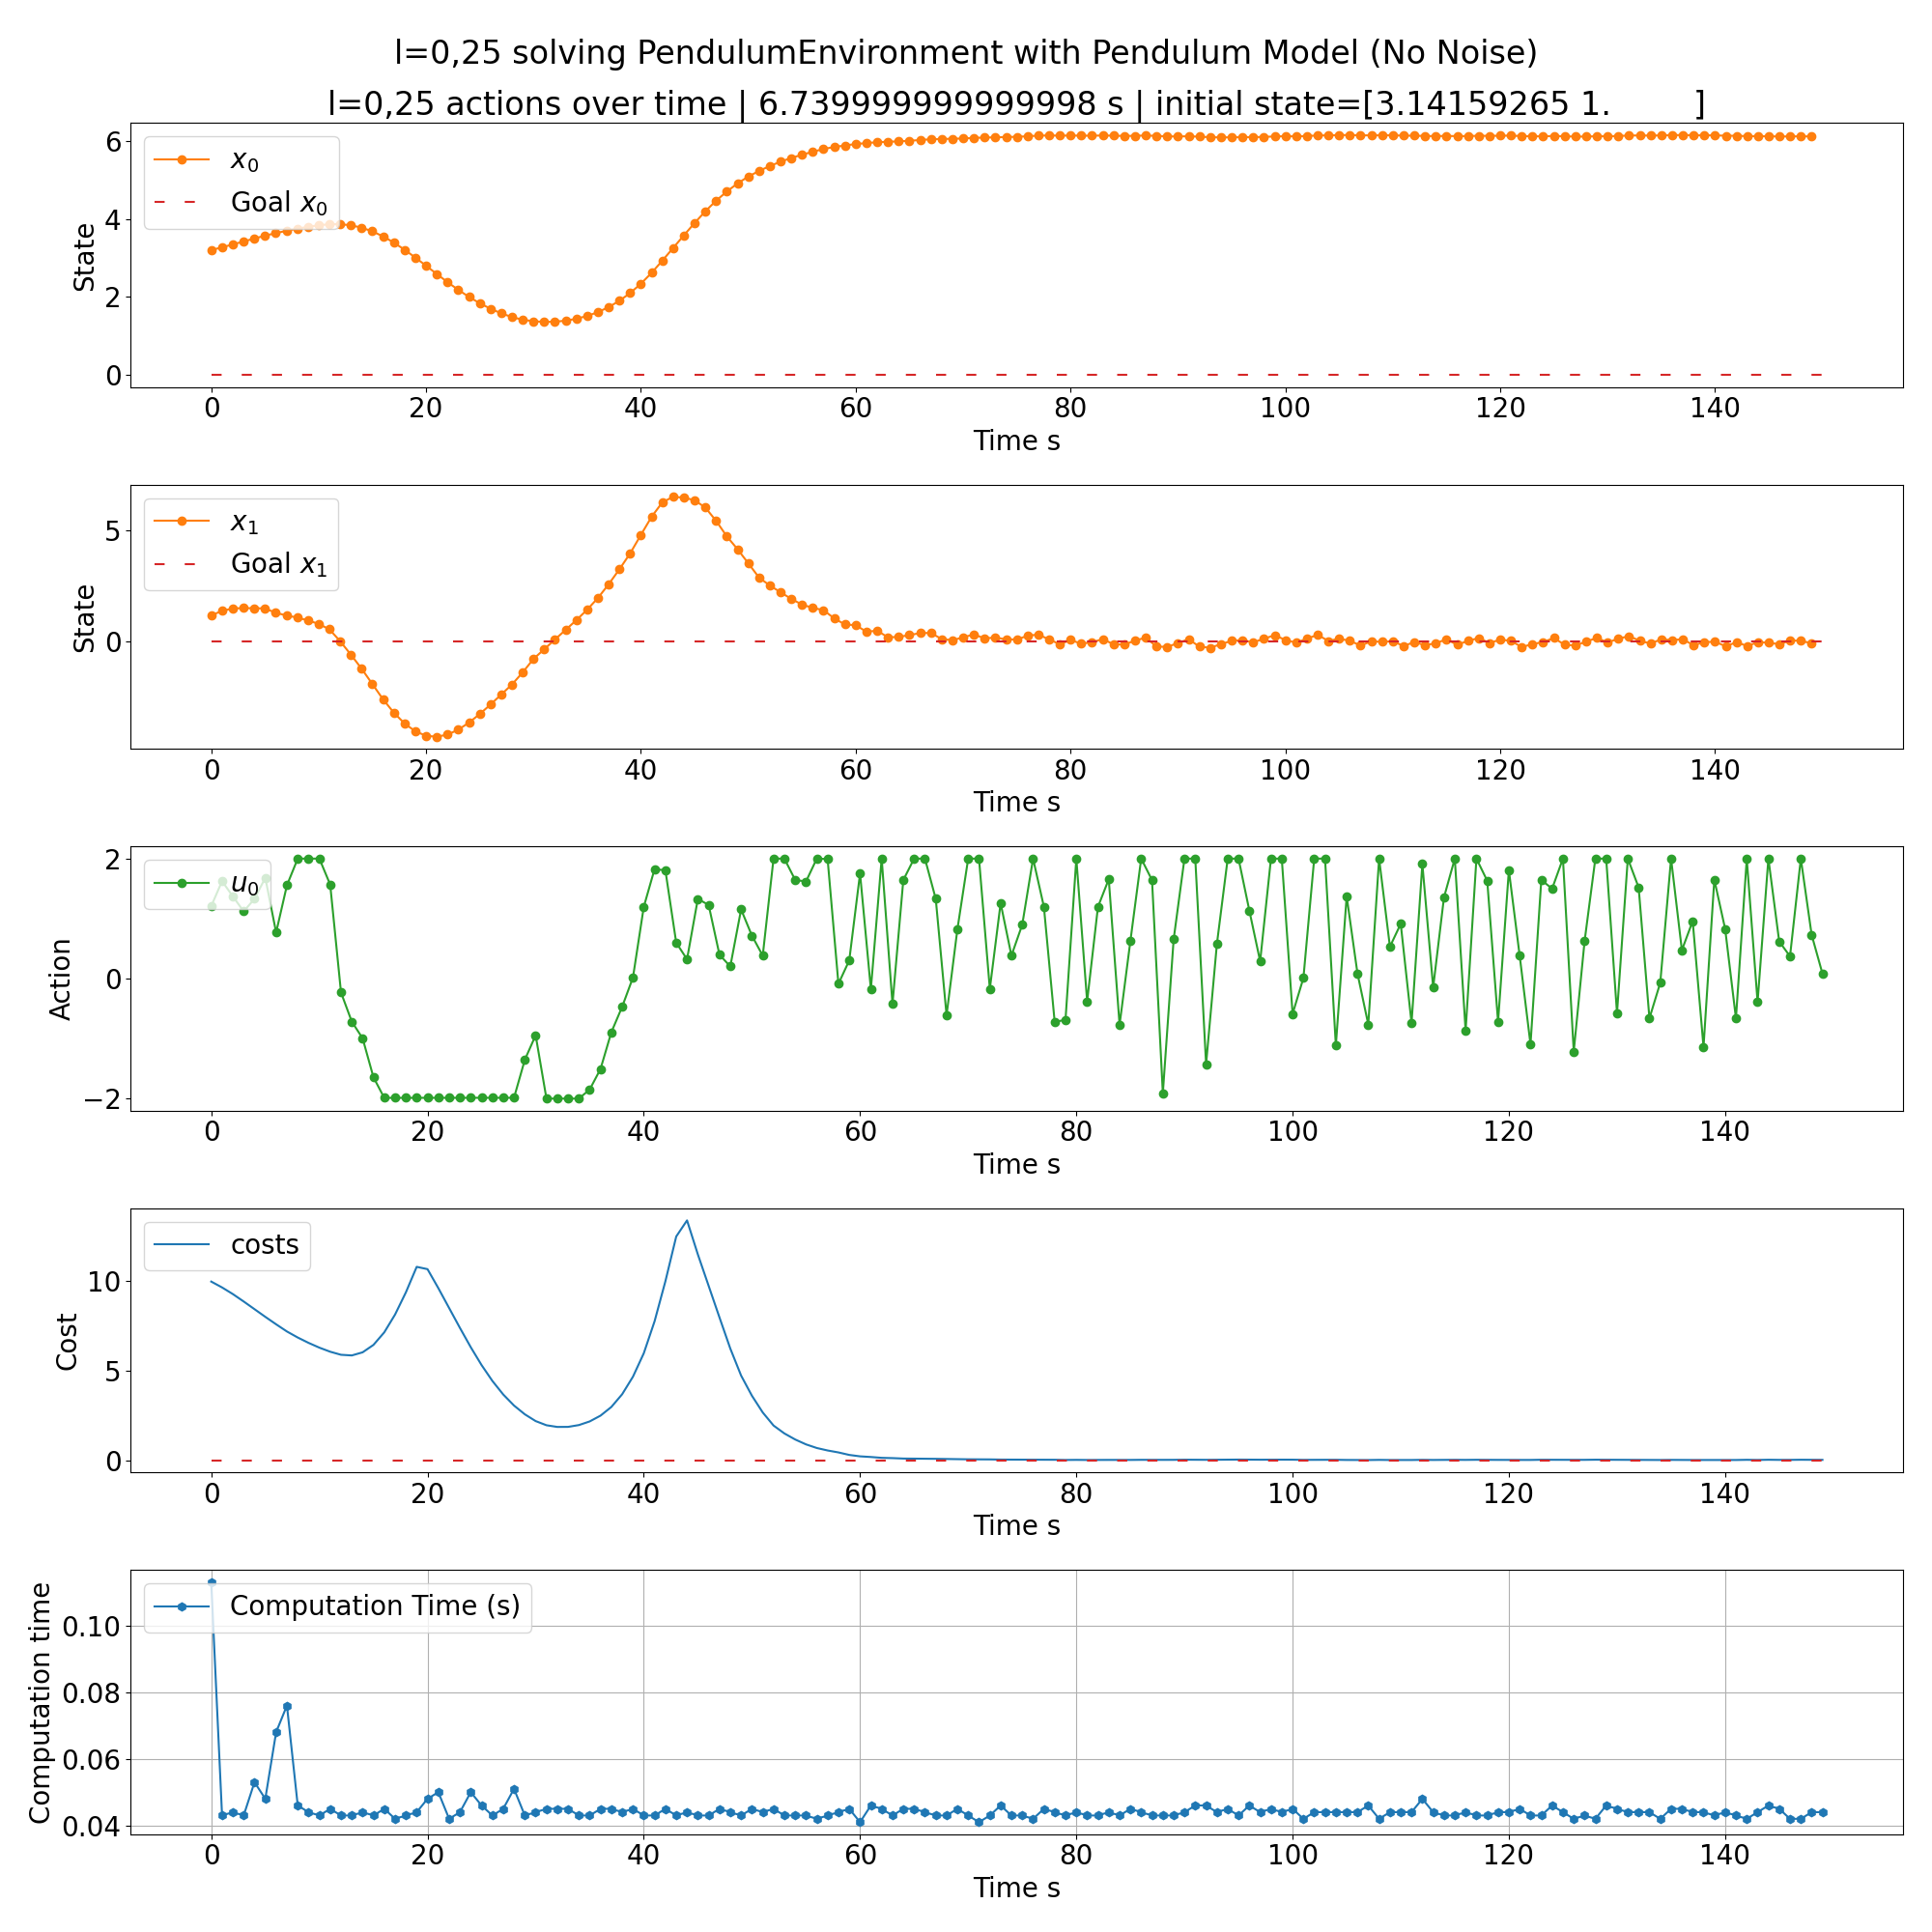 l=0,25 solving PendulumEnvironment with Pendulum Model (No Noise)
l=0,25 actions over time | 6.739999999999998 s | initial state=[3.14159265 1. ]
x_0
Goal x_0
State
6
4
2
0
0 20 40 60 80 100 120 140
Time s
x_1
Goal x_1
State
5
0
0 20 40 60 80 100 120 140
Time s
u_0
Action
2
0
−2
0 20 40 60 80 100 120 140
Time s
costs
Cost
10
5
0
0 20 40 60 80 100 120 140
Time s
Computation Time (s)
Computation time
0.10
0.08
0.06
0.04
0 20 40 60 80 100 120 140
Time s